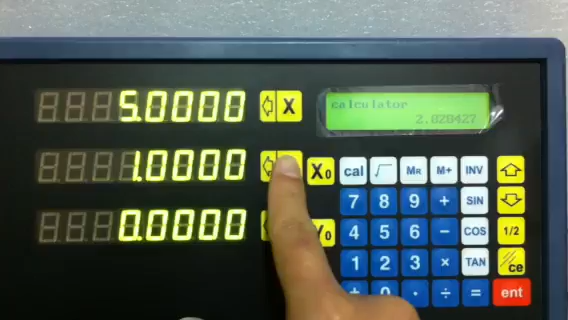 5.0000 X
calculator
2.828427
1.0000
X₀ cal √ MR M+ INV
7 8 9 + SIN
0.0000
4 5 6 − COS 1/2
1 2 3 × TAN ce
0 · ÷ = ent